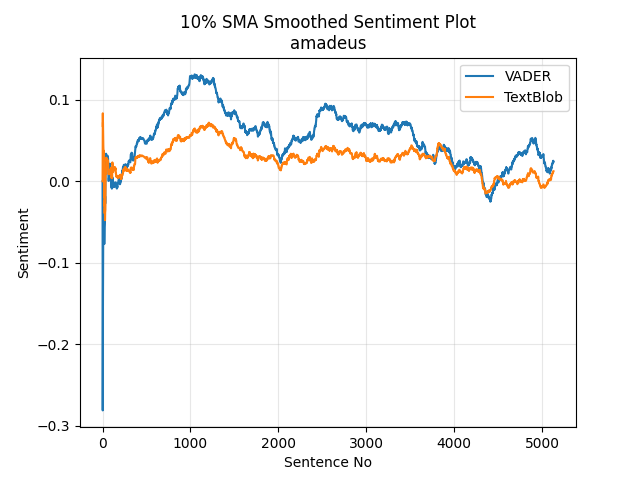 10% SMA Smoothed Sentiment Plot
amadeus
VADER
TextBlob
Sentiment
0.1
0.0
−0.1
−0.2
−0.3
0 1000 2000 3000 4000 5000
Sentence No